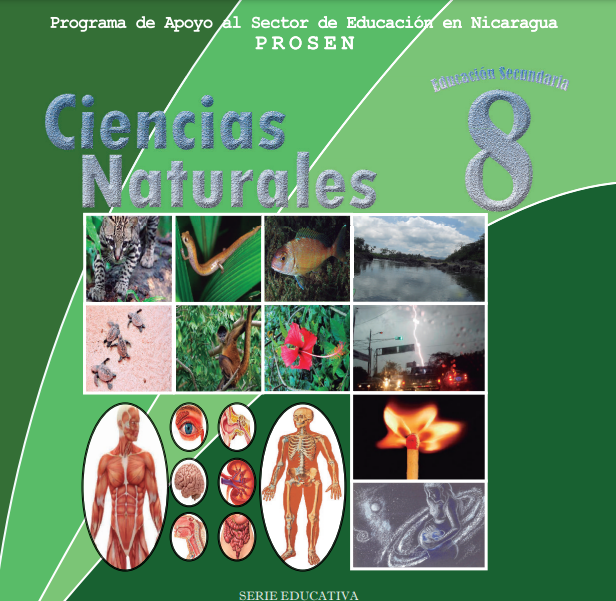 Programa de Apoyo al Sector de Educación en Nicaragua
PROSEN
Educación Secundaria
Ciencias
Naturales
8
SERIE EDUCATIVA